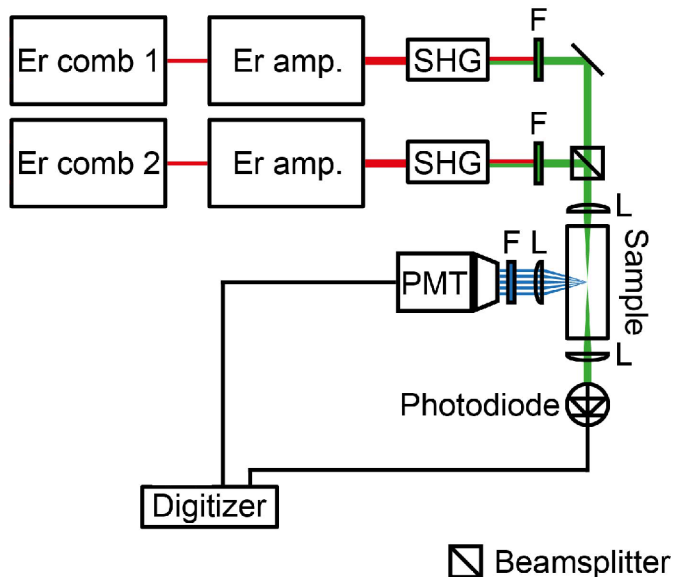 F
Er comb 1
Er amp.
SHG
F
Er comb 2
Er amp.
SHG
L
F
L
PMT
Sample
L
Photodiode
Digitizer
Beamsplitter